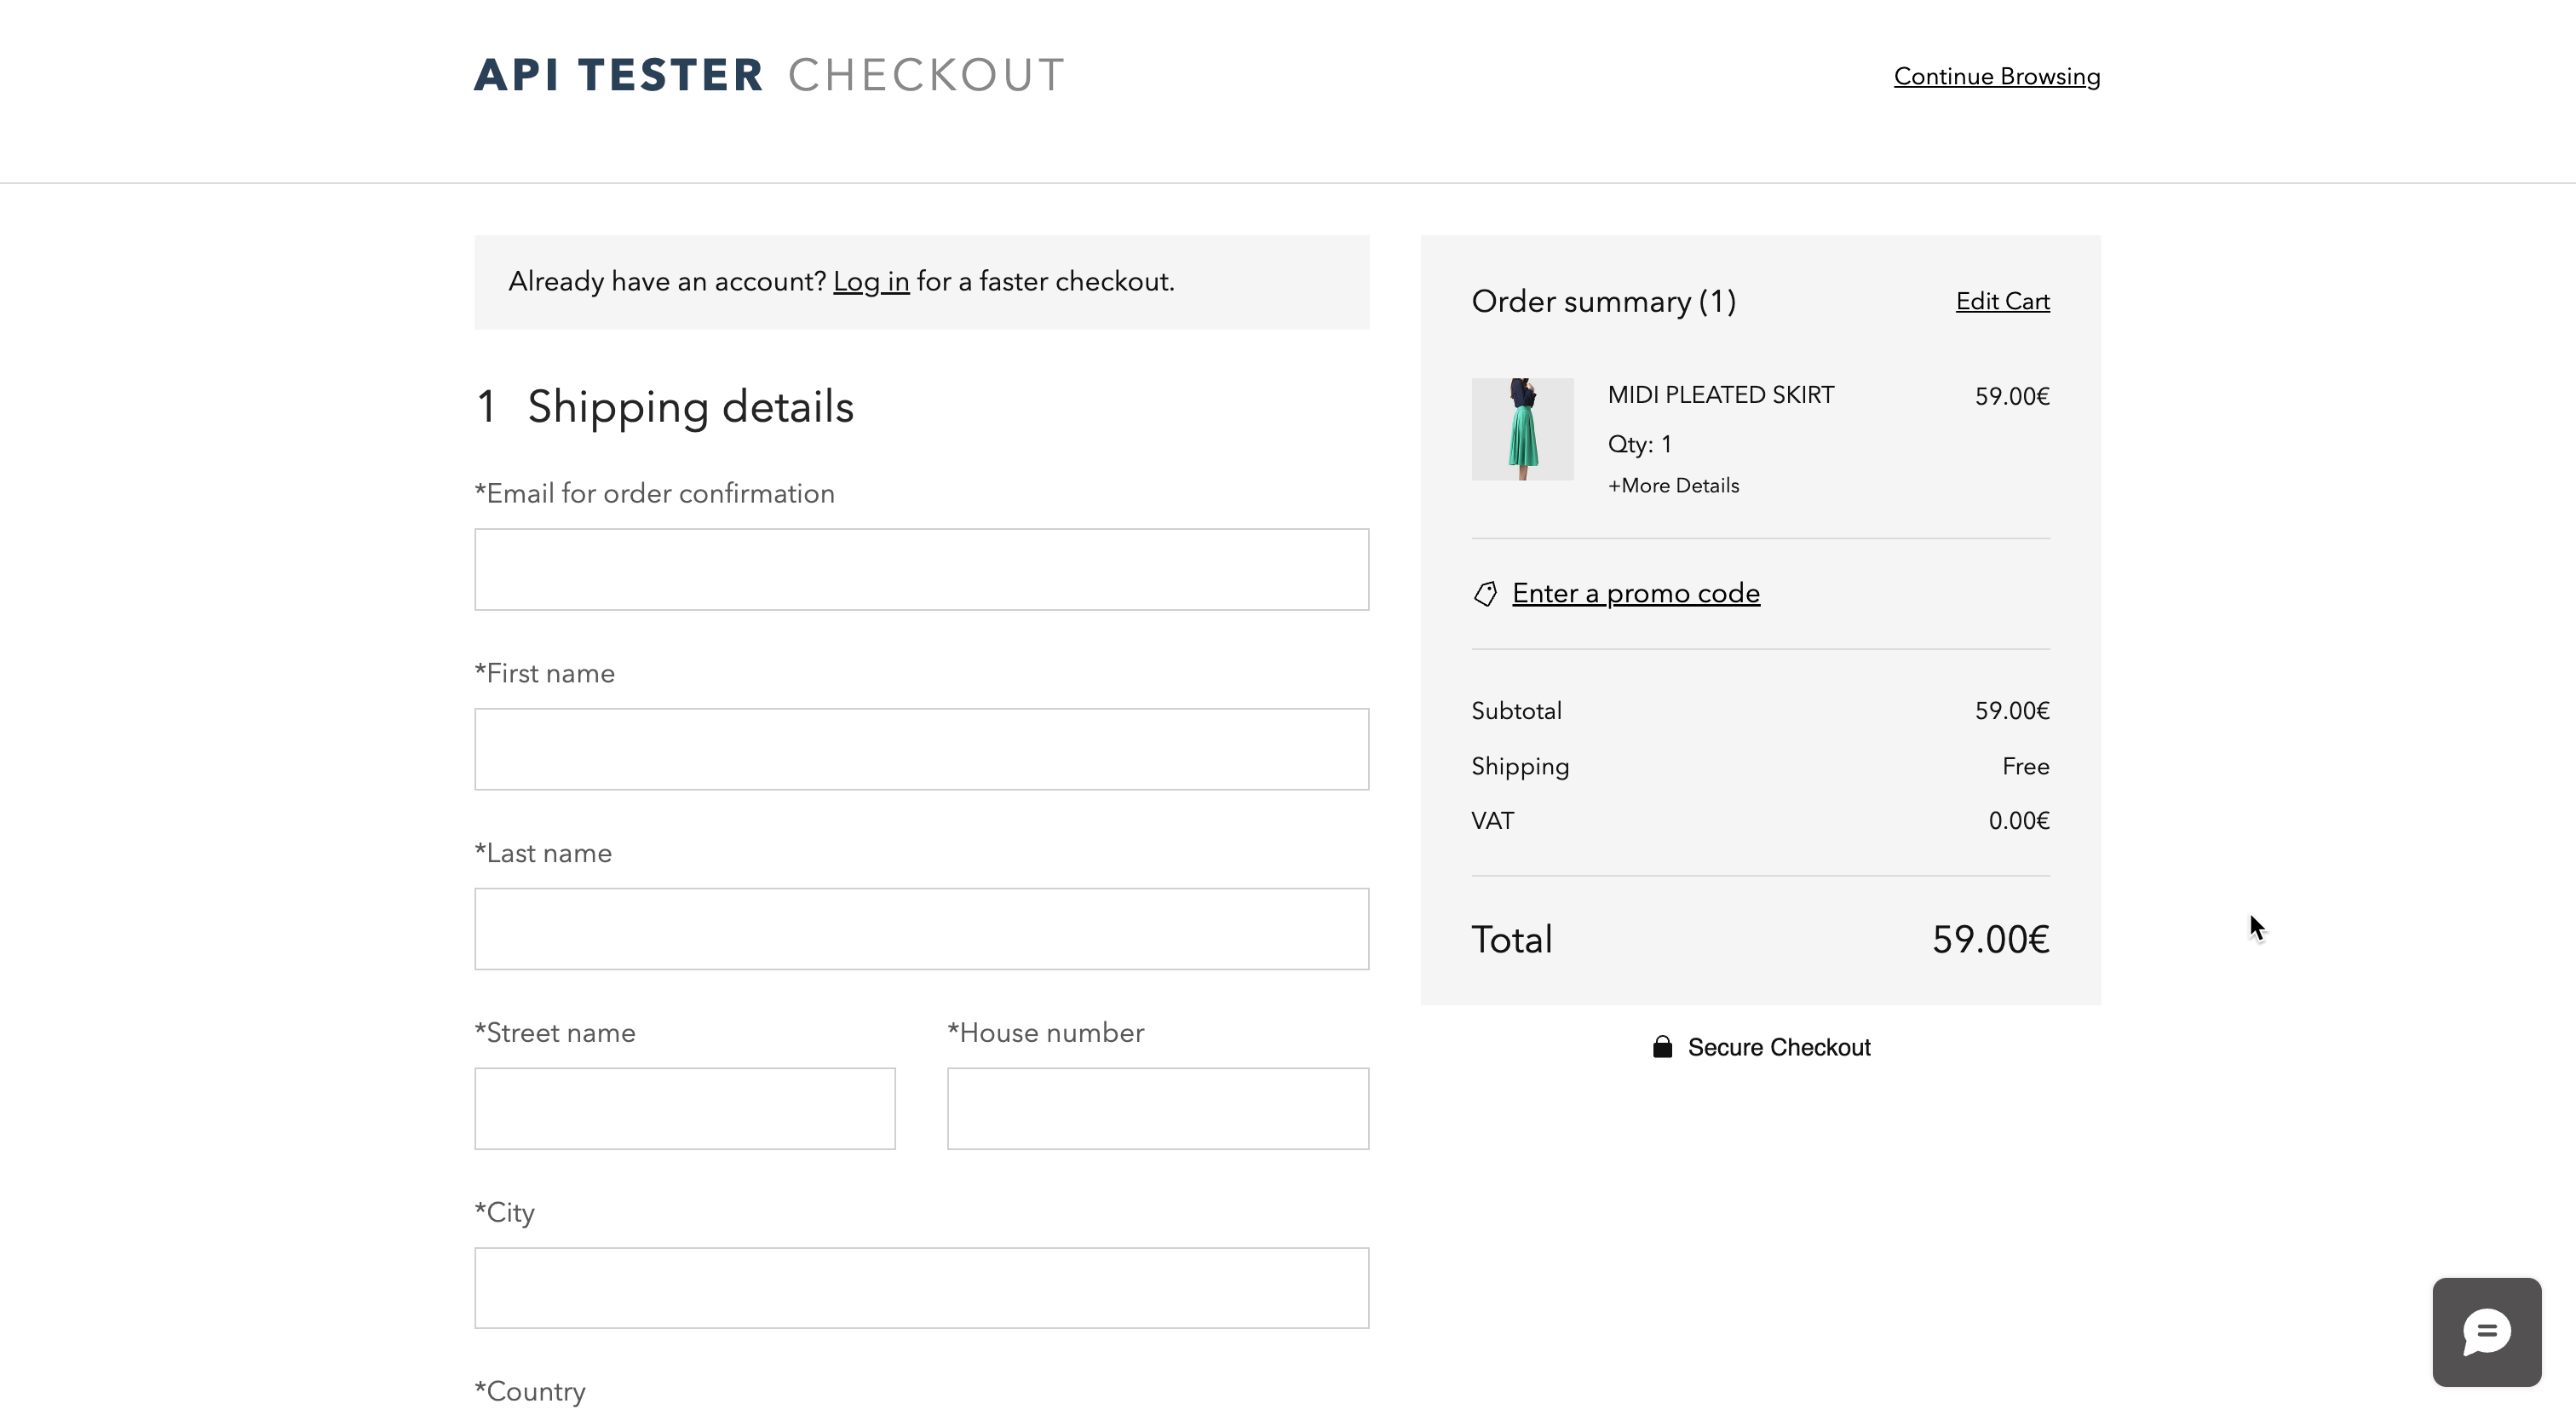 API TESTER CHECKOUT
Continue Browsing
Already have an account? Log in for a faster checkout.
1 Shipping details
*Email for order confirmation
*First name
*Last name
*Street name
*House number
*City
*Country
Order summary (1)
Edit Cart
MIDI PLEATED SKIRT
59.00€
Qty: 1
+More Details
Enter a promo code
Subtotal
59.00€
Shipping
Free
VAT
0.00€
Total
59.00€
Secure Checkout